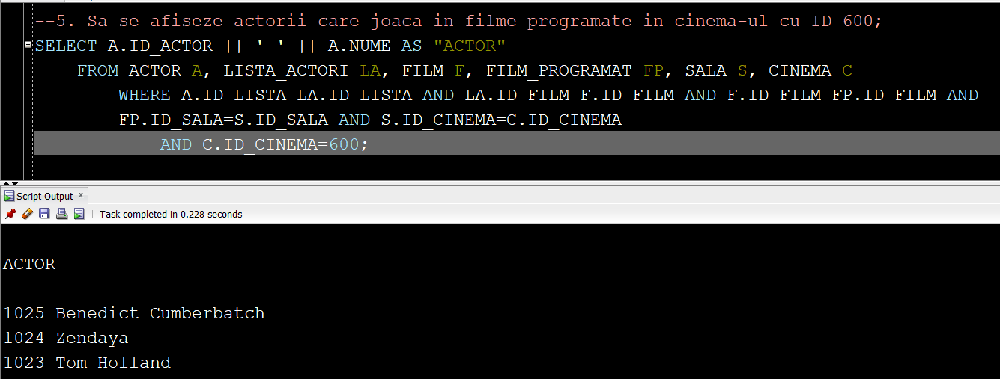 --5. Sa se afiseze actorii care joaca in filme programate in cinema-ul cu ID=600;
SELECT A.ID_ACTOR || ' ' || A.NUME AS "ACTOR"
FROM ACTOR A, LISTA_ACTORI LA, FILM F, FILM_PROGRAMAT FP, SALA S, CINEMA C
WHERE A.ID_LISTA=LA.ID_LISTA AND LA.ID_FILM=F.ID_FILM AND F.ID_FILM=FP.ID_FILM AND
FP.ID_SALA=S.ID_SALA AND S.ID_CINEMA=C.ID_CINEMA
AND C.ID_CINEMA=600;
Script Output x
Task completed in 0.228 seconds
ACTOR
-------------------------------------------------------------
1025 Benedict Cumberbatch
1024 Zendaya
1023 Tom Holland